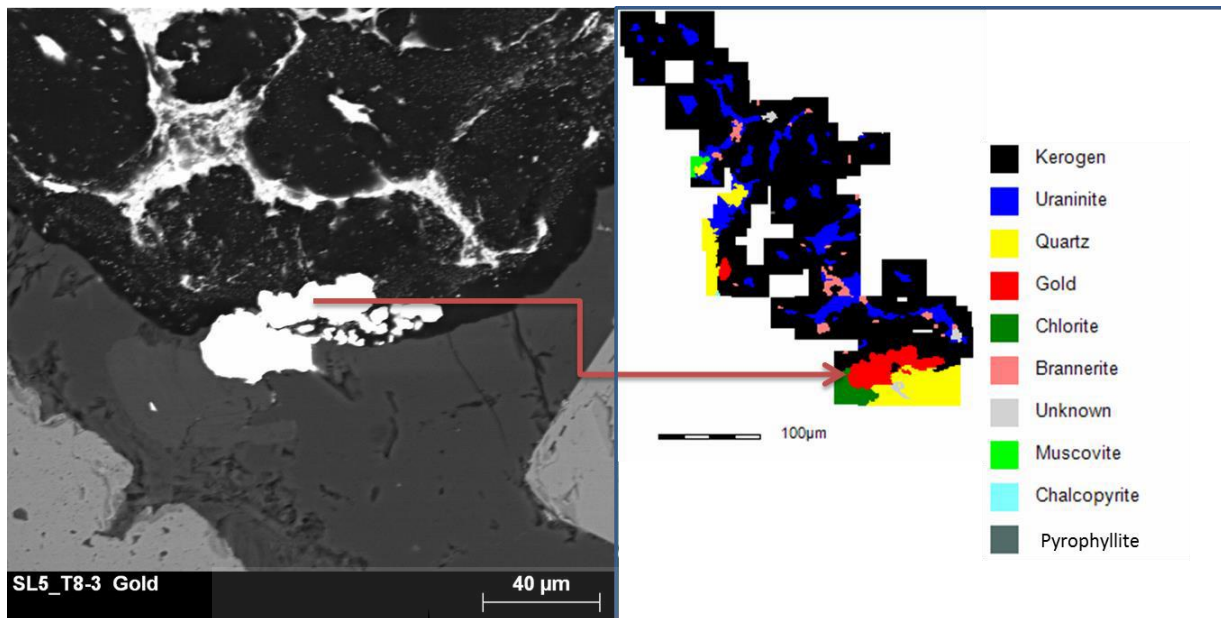 SL5_T8-3 Gold
40 µm
100µm
Kerogen
Uraninite
Quartz
Gold
Chlorite
Brannerite
Unknown
Muscovite
Chalcopyrite
Pyrophyllite